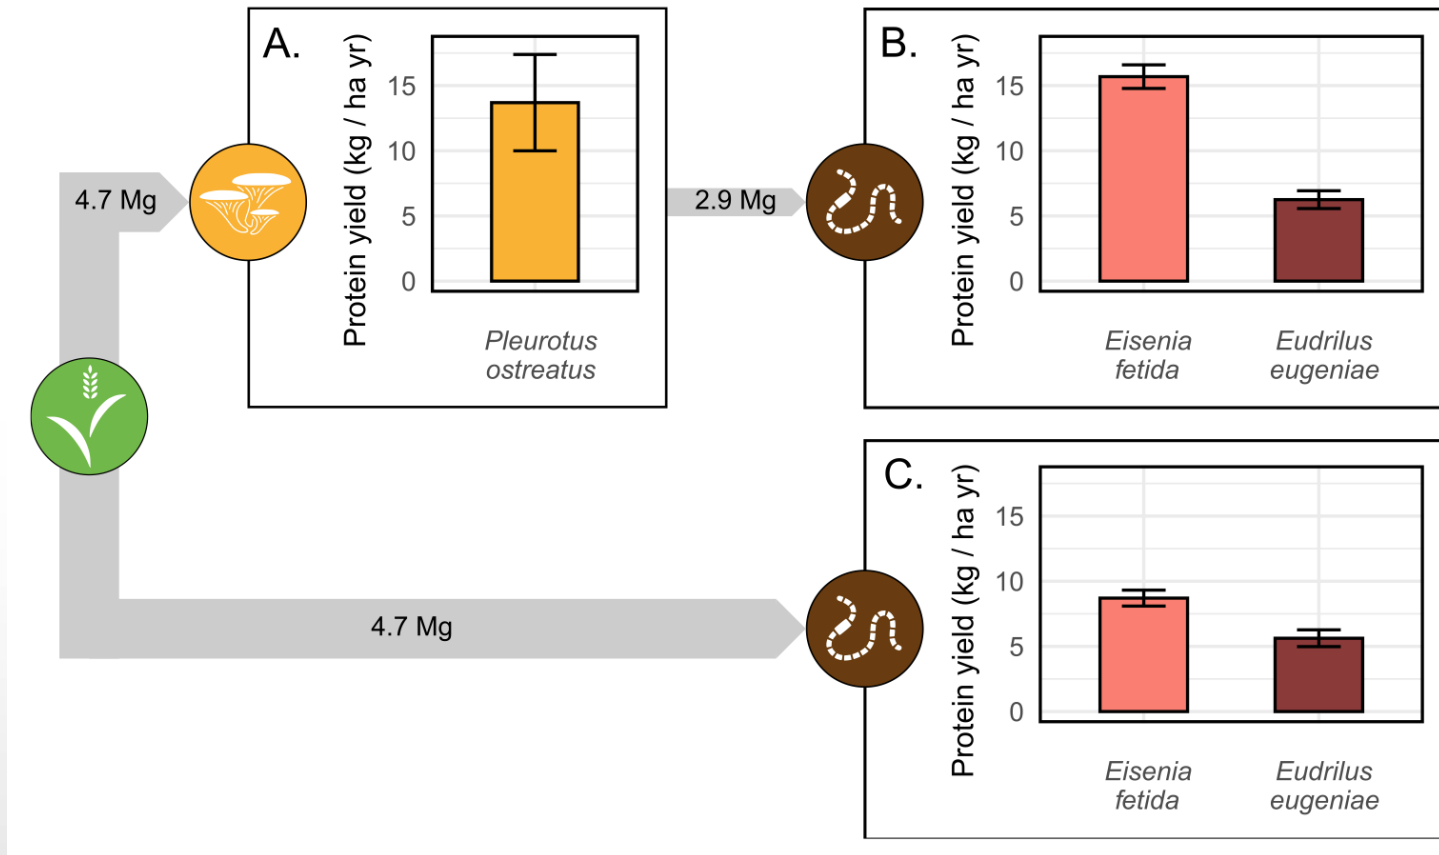 A.
Protein yield (kg / ha yr)
15
10
5
0
Pleurotus
ostreatus
4.7 Mg
2.9 Mg
B.
Protein yield (kg / ha yr)
15
10
5
0
Eisenia
fetida
Eudrilus
eugeniae
4.7 Mg
C.
Protein yield (kg / ha yr)
15
10
5
0
Eisenia
fetida
Eudrilus
eugeniae